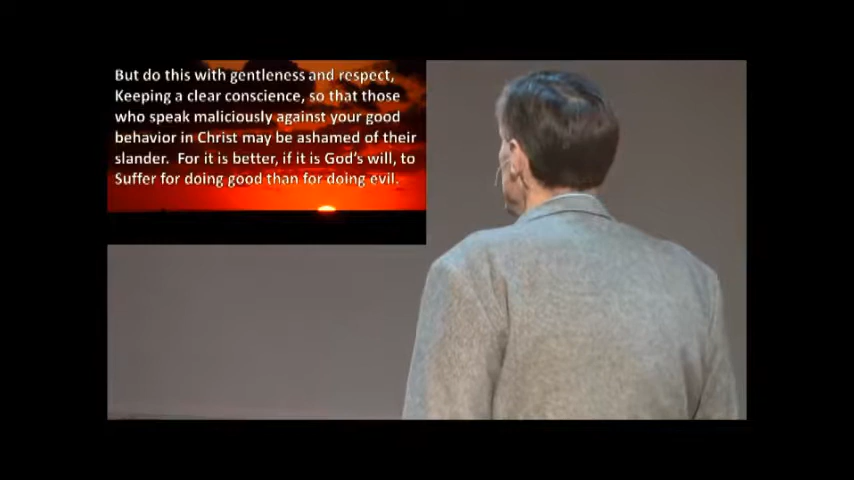 But do this with gentleness and respect,
Keeping a clear conscience, so that those
who speak maliciously against your good
behavior in Christ may be ashamed of their
slander.  For it is better, if it is God's will, to
Suffer for doing good than for doing evil.